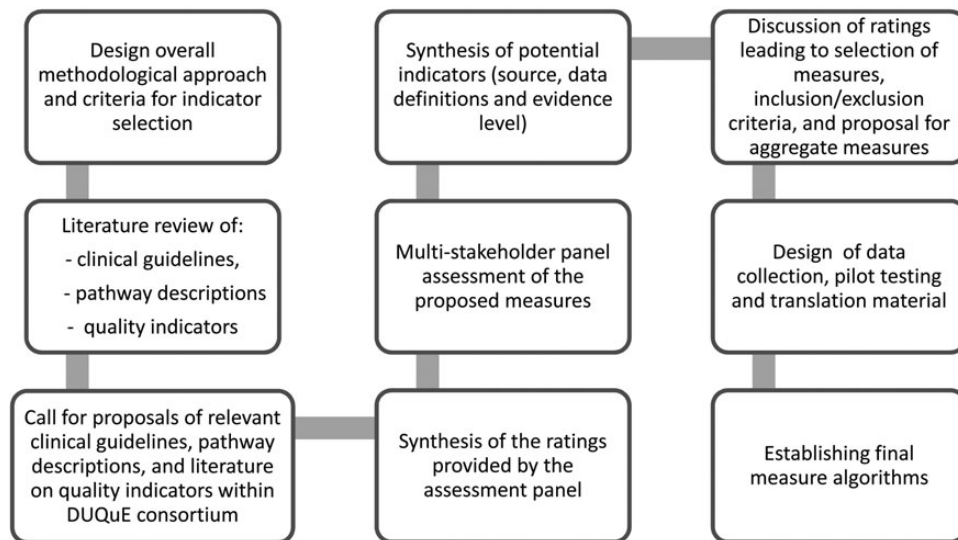 Design overall
methodological approach
and criteria for indicator
selection
Literature review of:
- clinical guidelines,
- pathway descriptions
- quality indicators
Call for proposals of relevant
clinical guidelines, pathway
descriptions, and literature
on quality indicators within
DUQuE consortium
Synthesis of potential
indicators (source, data
definitions and evidence
level)
Multi-stakeholder panel
assessment of the
proposed measures
Synthesis of the ratings
provided by the
assessment panel
Discussion of ratings
leading to selection of
measures,
inclusion/exclusion
criteria, and proposal for
aggregate measures
Design of data
collection, pilot testing
and translation material
Establishing final
measure algorithms